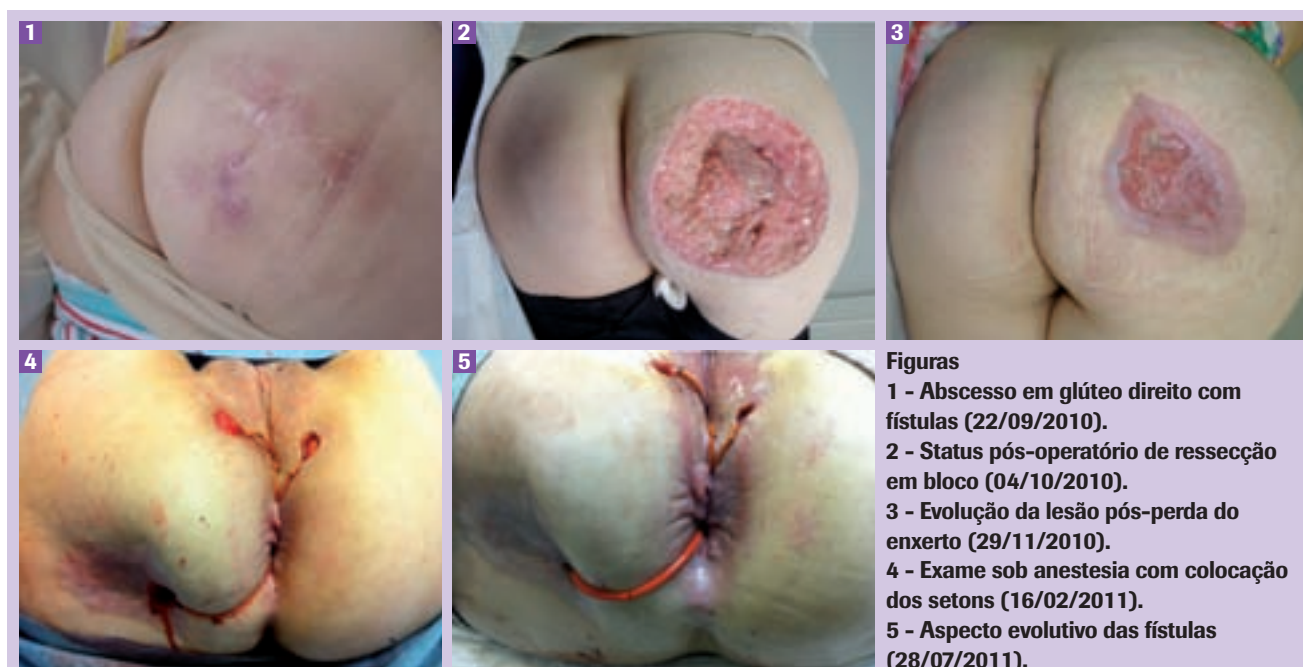 1
2
3
4
5
Figuras
1 - Abscesso em glúteo direito com
fístulas (22/09/2010).
2 - Status pós-operatório de ressecção
em bloco (04/10/2010).
3 - Evolução da lesão pós-perda do
enxerto (29/11/2010).
4 - Exame sob anestesia com colocação
dos setons (16/02/2011).
5 - Aspecto evolutivo das fístulas
(28/07/2011).